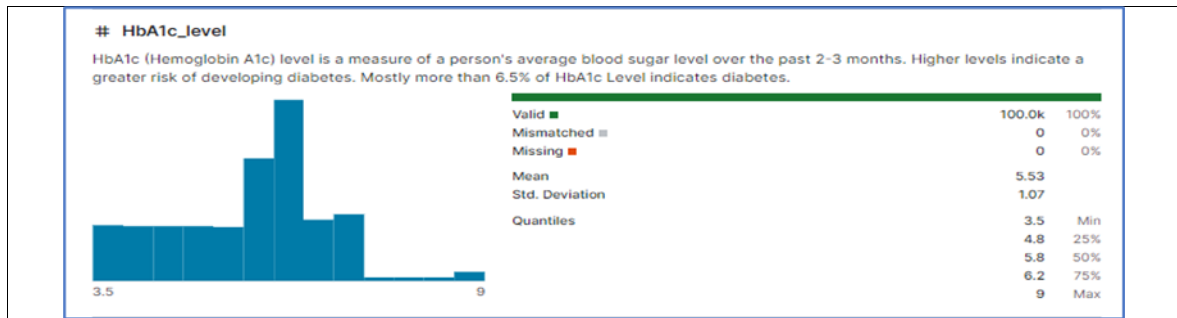 # HbA1c_level
HbA1c (Hemoglobin A1c) level is a measure of a person's average blood sugar level over the past 2-3 months. Higher levels indicate a
greater risk of developing diabetes. Mostly more than 6.5% of HbA1c Level indicates diabetes.
Valid 100.0k 100%
Mismatched 0 0%
Missing 0 0%
Mean 5.53
Std. Deviation 1.07
Quantiles 3.5 Min
4.8 25%
5.8 50%
6.2 75%
9 Max
3.5 9